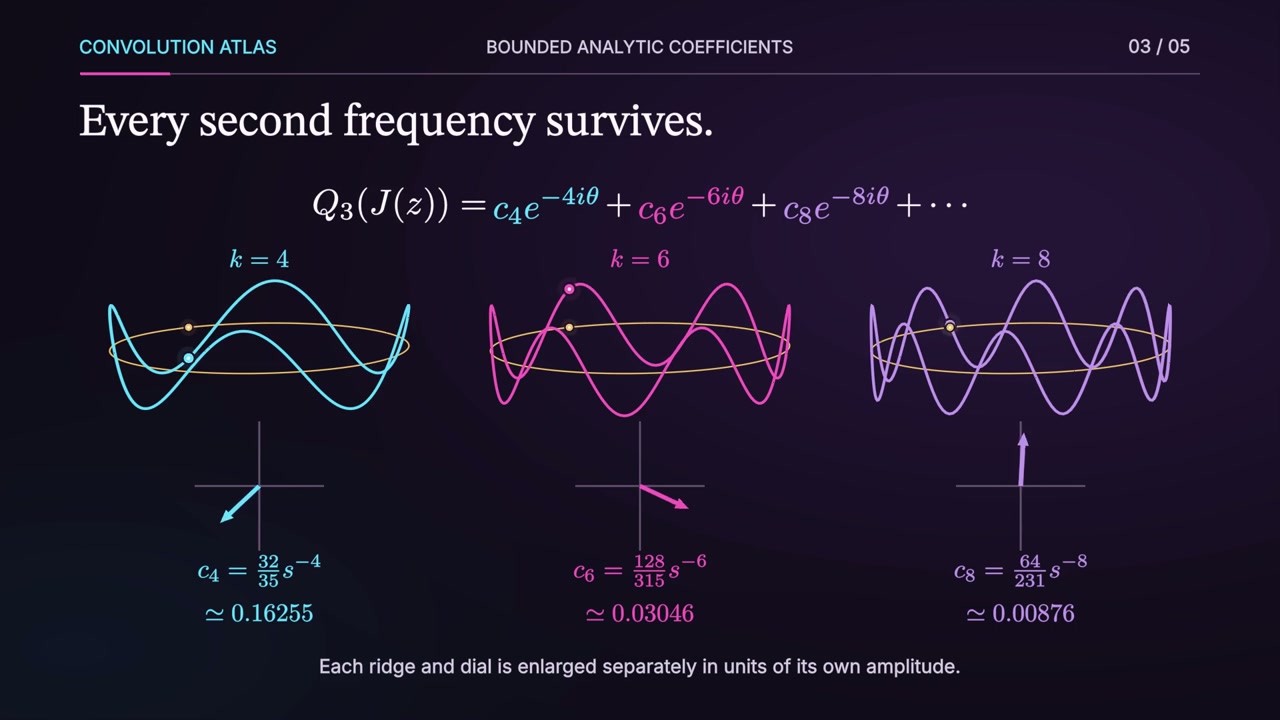 CONVOLUTION ATLAS BOUNDED ANALYTIC COEFFICIENTS 03 / 05
Every second frequency survives.
Q₃(J(z)) = c₄e^{−4iθ} + c₆e^{−6iθ} + c₈e^{−8iθ} + ⋯
k = 4 k = 6 k = 8
c₄ = 32/35 s⁻⁴ c₆ = 128/315 s⁻⁶ c₈ = 64/231 s⁻⁸
≃ 0.16255 ≃ 0.03046 ≃ 0.00876
Each ridge and dial is enlarged separately in units of its own amplitude.